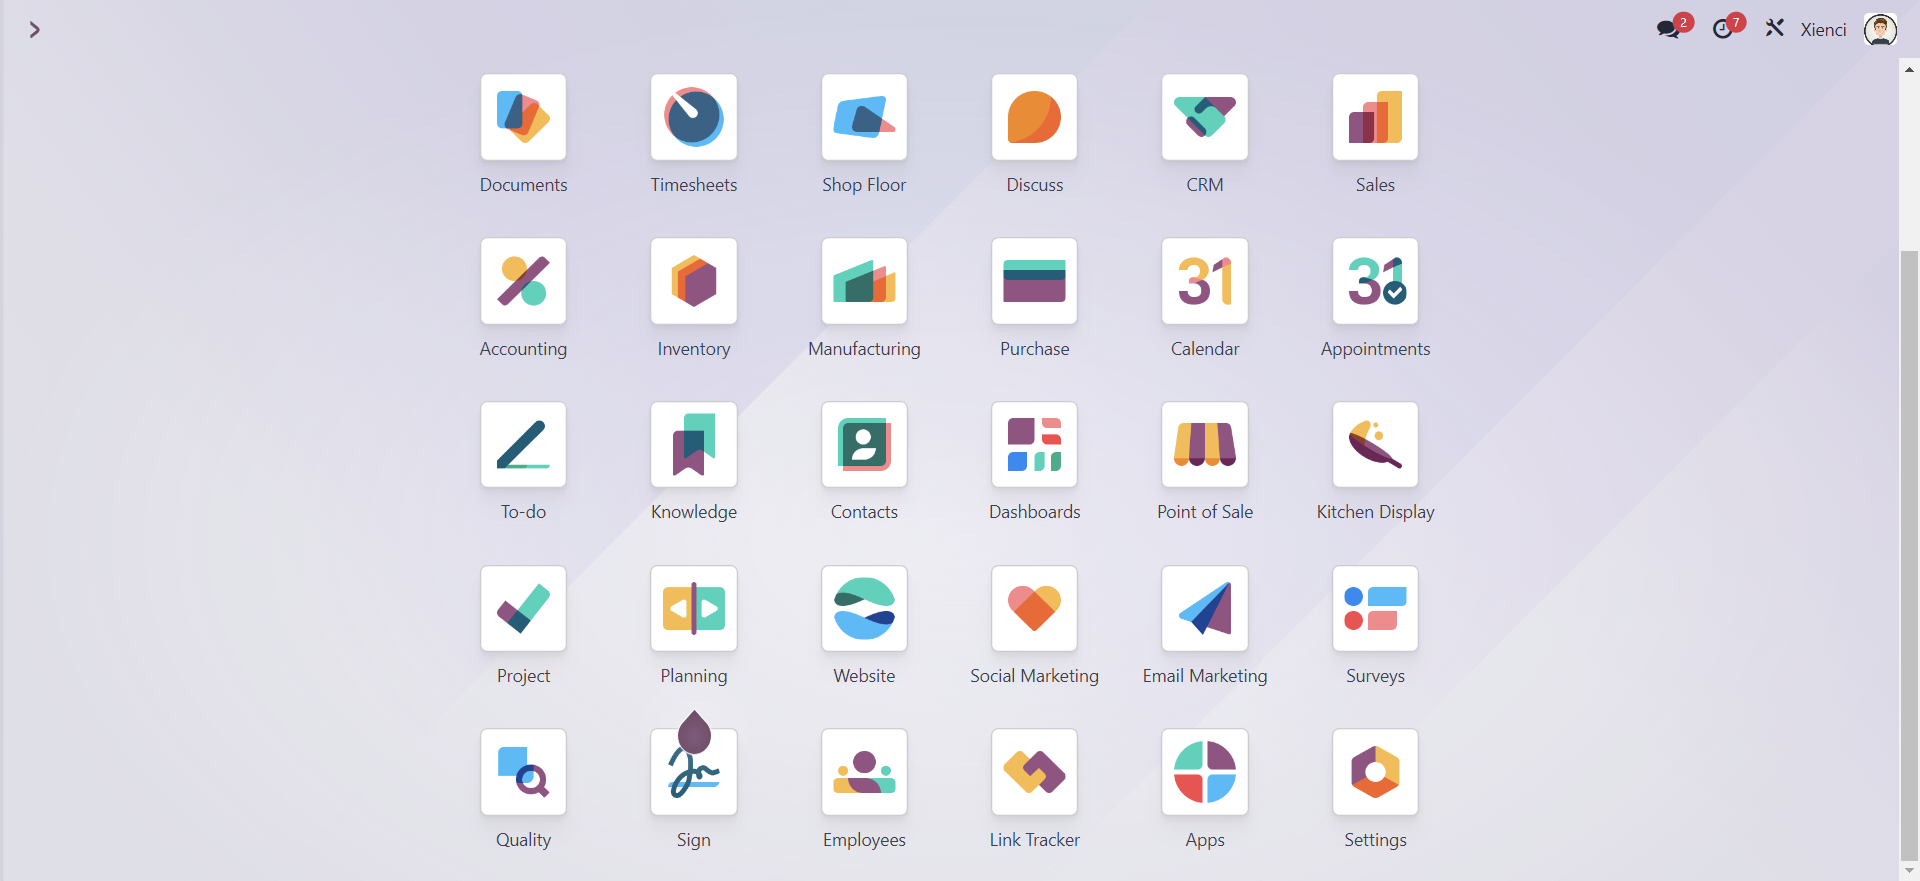 2 7 Xienci
Documents Timesheets Shop Floor Discuss CRM Sales
31 31
Accounting Inventory Manufacturing Purchase Calendar Appointments
To-do Knowledge Contacts Dashboards Point of Sale Kitchen Display
Project Planning Website Social Marketing Email Marketing Surveys
Quality Sign Employees Link Tracker Apps Settings